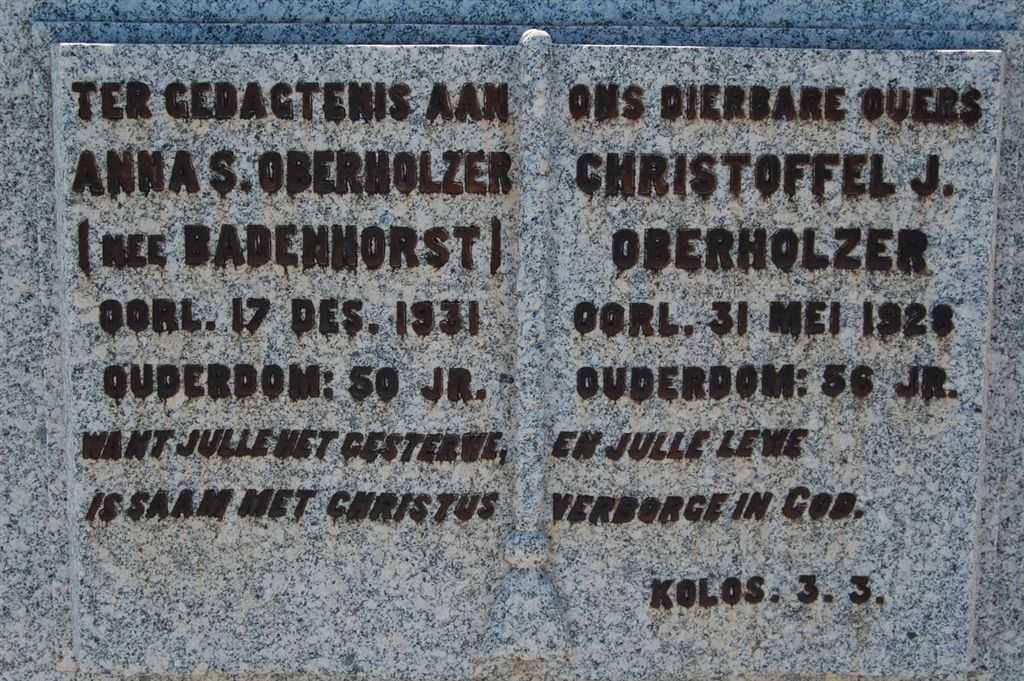 TER GEDAGTENIS AAN ONS DIERBARE OUERS
ANNA S. OBERHOLZER
(NEE BADENHORST)
OORL. 17 DES. 1931
OUDERDOM: 50 JR.
CHRISTOFFEL J.
OBERHOLZER
OORL. 31 MEI 1928
OUDERDOM: 56 JR.
WANT JULLE HET GESTERWE, EN JULLE LEWE
IS SAAM MET CHRISTUS VERBORGE IN GOD.
KOLOS. 3. 3.